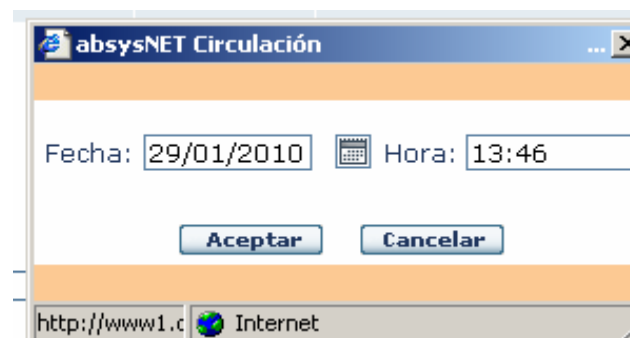 absysNET Circulación ...
Fecha: 29/01/2010 Hora: 13:46
Aceptar Cancelar
http://www1.c Internet